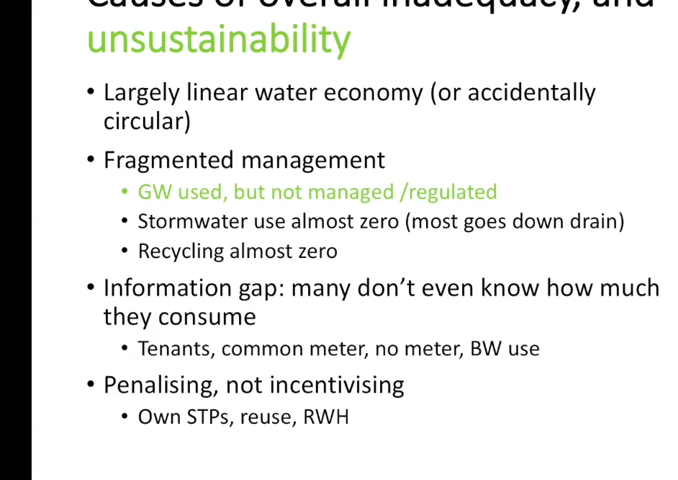 Causes of overall inadequacy, and
unsustainability
• Largely linear water economy (or accidentally
circular)
• Fragmented management
• GW used, but not managed /regulated
• Stormwater use almost zero (most goes down drain)
• Recycling almost zero
• Information gap: many don't even know how much
they consume
• Tenants, common meter, no meter, BW use
• Penalising, not incentivising
• Own STPs, reuse, RWH